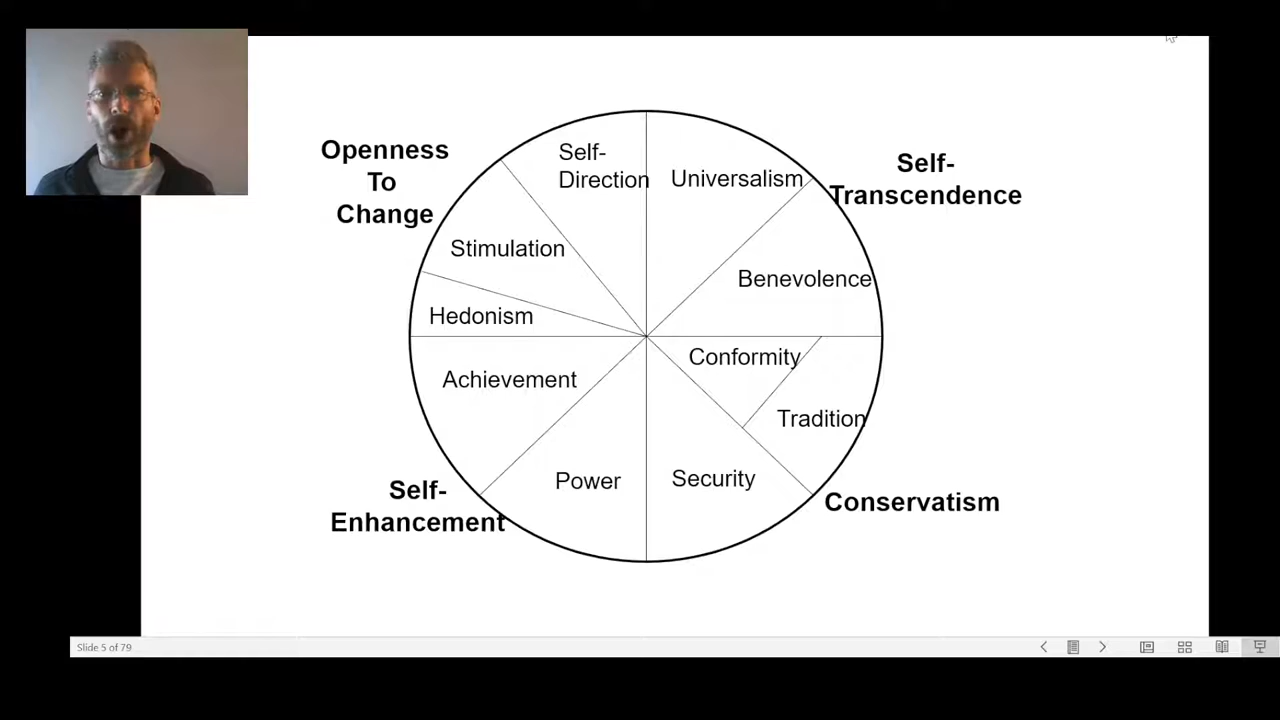 Openness
To
Change
Self-
Direction
Universalism
Self-
Transcendence
Stimulation
Benevolence
Hedonism
Conformity
Achievement
Tradition
Power
Security
Self-
Enhancement
Conservatism
Slide 5 of 79